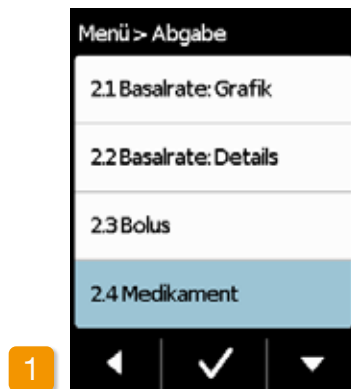 Menü > Abgabe
2.1 Basalrate: Grafik
2.2 Basalrate: Details
2.3 Bolus
2.4 Medikament
1